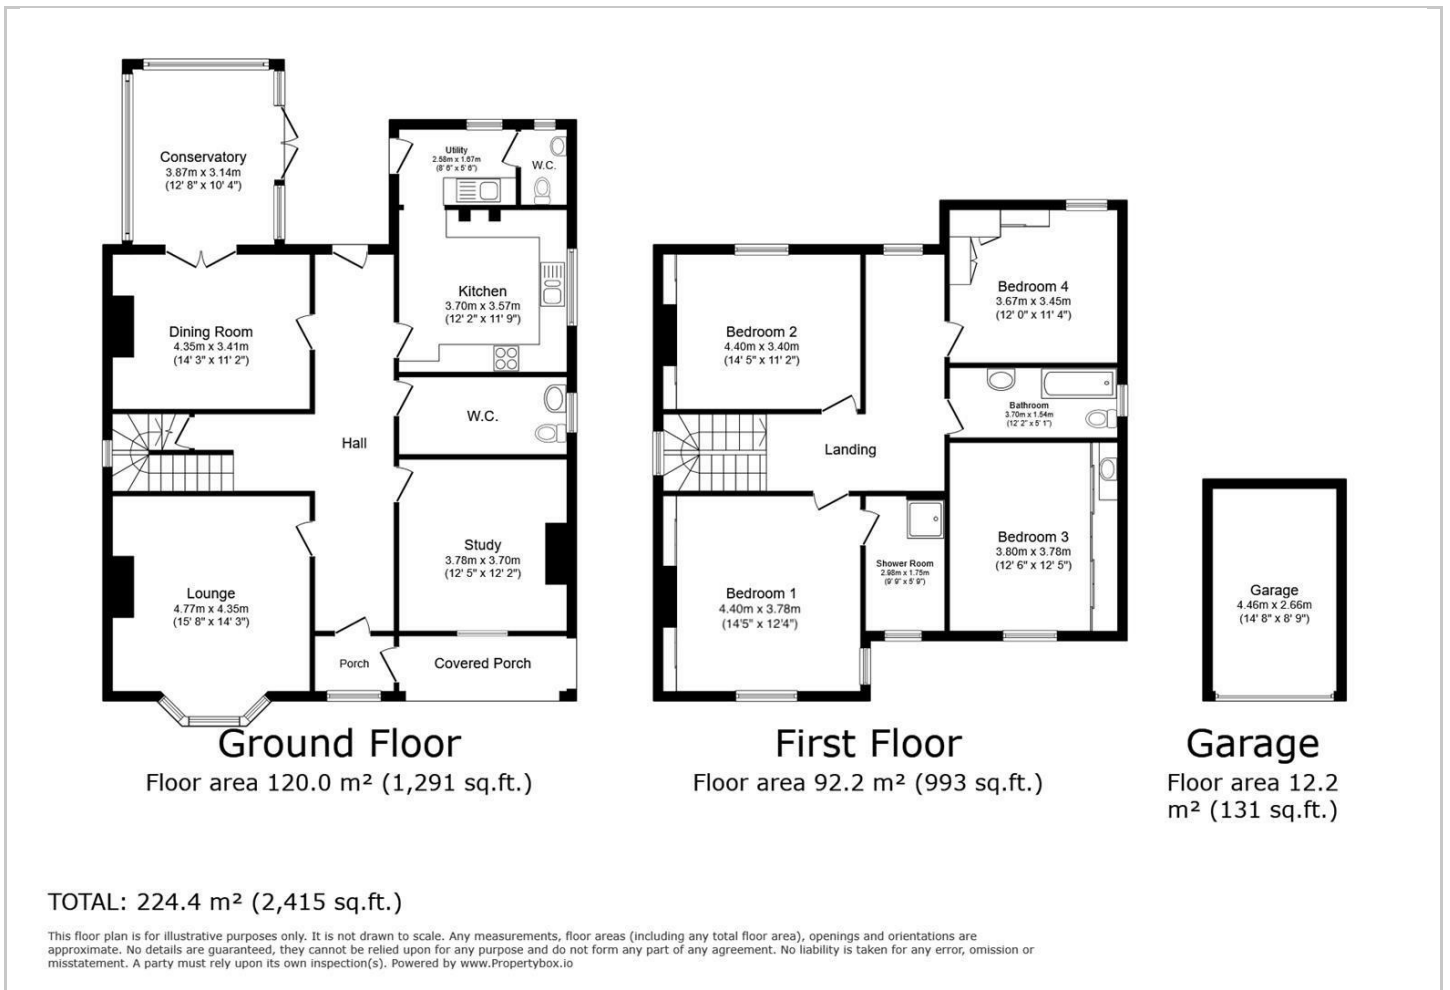 Conservatory
3.87m x 3.14m
(12' 8" x 10' 4")
Utility
2.58m x 1.67m
(8' 6" x 5' 6")
W.C.
Kitchen
3.70m x 3.57m
(12' 2" x 11' 9")
Dining Room
4.35m x 3.41m
(14' 3" x 11' 2")
W.C.
Hall
Study
3.78m x 3.70m
(12' 5" x 12' 2")
Lounge
4.77m x 4.35m
(15' 8" x 14' 3")
Porch
Covered Porch
Ground Floor
Floor area 120.0 m² (1,291 sq.ft.)
Bedroom 4
3.67m x 3.45m
(12' 0" x 11' 4")
Bedroom 2
4.40m x 3.40m
(14' 5" x 11' 2")
Bathroom
3.70m x 1.54m
(12' 2" x 5' 1")
Landing
Bedroom 3
3.80m x 3.78m
(12' 6" x 12' 5")
Shower Room
2.98m x 1.75m
(9' 9" x 5' 9")
Bedroom 1
4.40m x 3.78m
(14'5" x 12'4")
First Floor
Floor area 92.2 m² (993 sq.ft.)
Garage
4.46m x 2.66m
(14' 8" x 8' 9")
Garage
Floor area 12.2
m² (131 sq.ft.)
TOTAL: 224.4 m² (2,415 sq.ft.)
This floor plan is for illustrative purposes only. It is not drawn to scale. Any measurements, floor areas (including any total floor area), openings and orientations are
approximate. No details are guaranteed, they cannot be relied upon for any purpose and do not form any part of any agreement. No liability is taken for any error, omission or
misstatement. A party must rely upon its own inspection(s). Powered by www.Propertybox.io